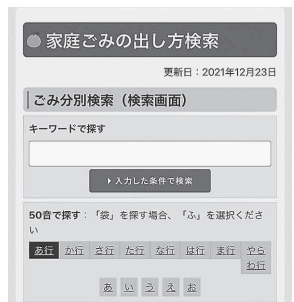 家庭ごみの出し方検索
更新日：2021年12月23日
ごみ分別検索（検索画面）
キーワードで探す
入力した条件で検索
50音で探す：「袋」を探す場合、「ふ」を選択くださ
い
あ行 か行 さ行 た行 な行 は行 ま行 やら
わ行
あ い う え お